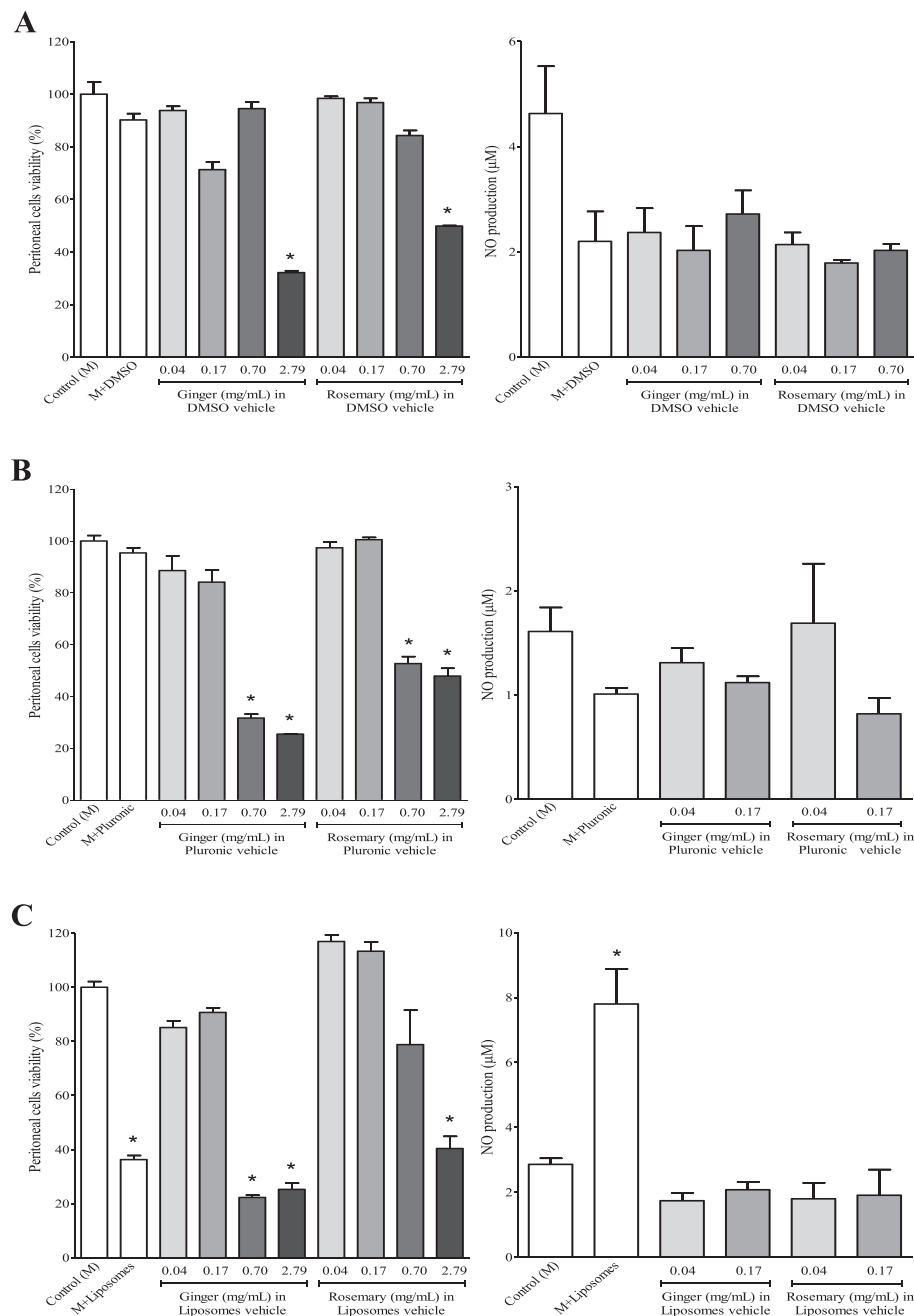 A
Peritoneal cells viability (%)
120
100
80
60
40
20
0
*
*
Control (M)
M+DMSO
0.04 0.17 0.70 2.79 0.04 0.17 0.70 2.79
Ginger (mg/mL) in
DMSO vehicle
Rosemary (mg/mL) in
DMSO vehicle
NO production (µM)
6
4
2
0
Control (M)
M+DMSO
0.04 0.17 0.70 0.04 0.17 0.70
Ginger (mg/mL) in
DMSO vehicle
Rosemary (mg/mL) in
DMSO vehicle
B
Peritoneal cells viability (%)
120
100
80
60
40
20
0
*
*
*
*
Control (M)
M+Pluronic
0.04 0.17 0.70 2.79 0.04 0.17 0.70 2.79
Ginger (mg/mL) in
Pluronic vehicle
Rosemary (mg/mL) in
Pluronic vehicle
NO production (µM)
3
2
1
0
Control (M)
M+Pluronic
0.04 0.17 0.04 0.17
Ginger (mg/mL) in
Pluronic vehicle
Rosemary (mg/mL) in
Pluronic vehicle
C
Peritoneal cells viability (%)
120
100
80
60
40
20
0
*
*
*
*
Control (M)
M+Liposomes
0.04 0.17 0.70 2.79 0.04 0.17 0.70 2.79
Ginger (mg/mL) in
Liposomes vehicle
Rosemary (mg/mL) in
Liposomes vehicle
NO production (µM)
10
8
6
4
2
0
*
Control (M)
M+Liposomes
0.04 0.17 0.04 0.17
Ginger (mg/mL) in
Liposomes vehicle
Rosemary (mg/mL) in
Liposomes vehicle